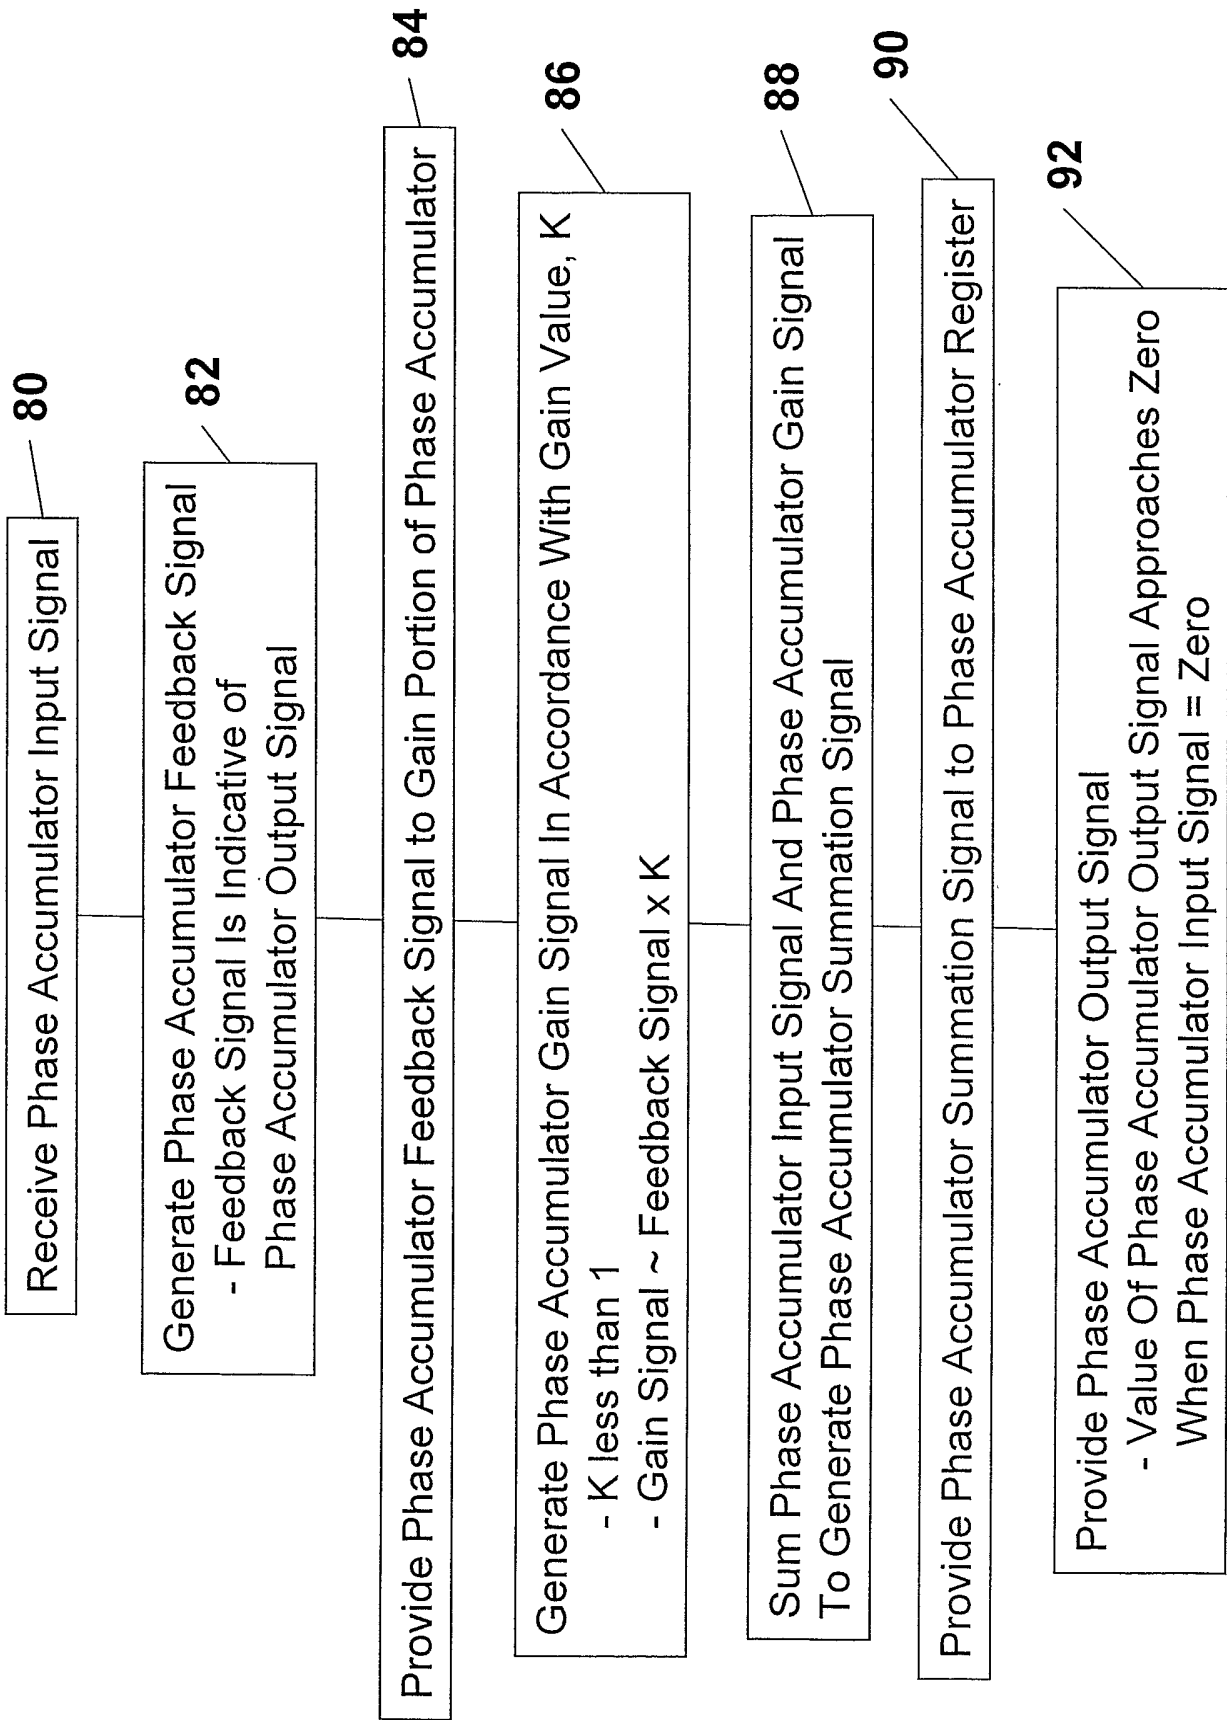 Receive Phase Accumulator Input Signal
80
Generate Phase Accumulator Feedback Signal
- Feedback Signal Is Indicative of
Phase Accumulator Output Signal
82
Provide Phase Accumulator Feedback Signal to Gain Portion of Phase Accumulator
84
Generate Phase Accumulator Gain Signal In Accordance With Gain Value, K
- K less than 1
- Gain Signal ~ Feedback Signal x K
86
Sum Phase Accumulator Input Signal And Phase Accumulator Gain Signal
To Generate Phase Accumulator Summation Signal
88
Provide Phase Accumulator Summation Signal to Phase Accumulator Register
90
Provide Phase Accumulator Output Signal
- Value Of Phase Accumulator Output Signal Approaches Zero
When Phase Accumulator Input Signal = Zero
92